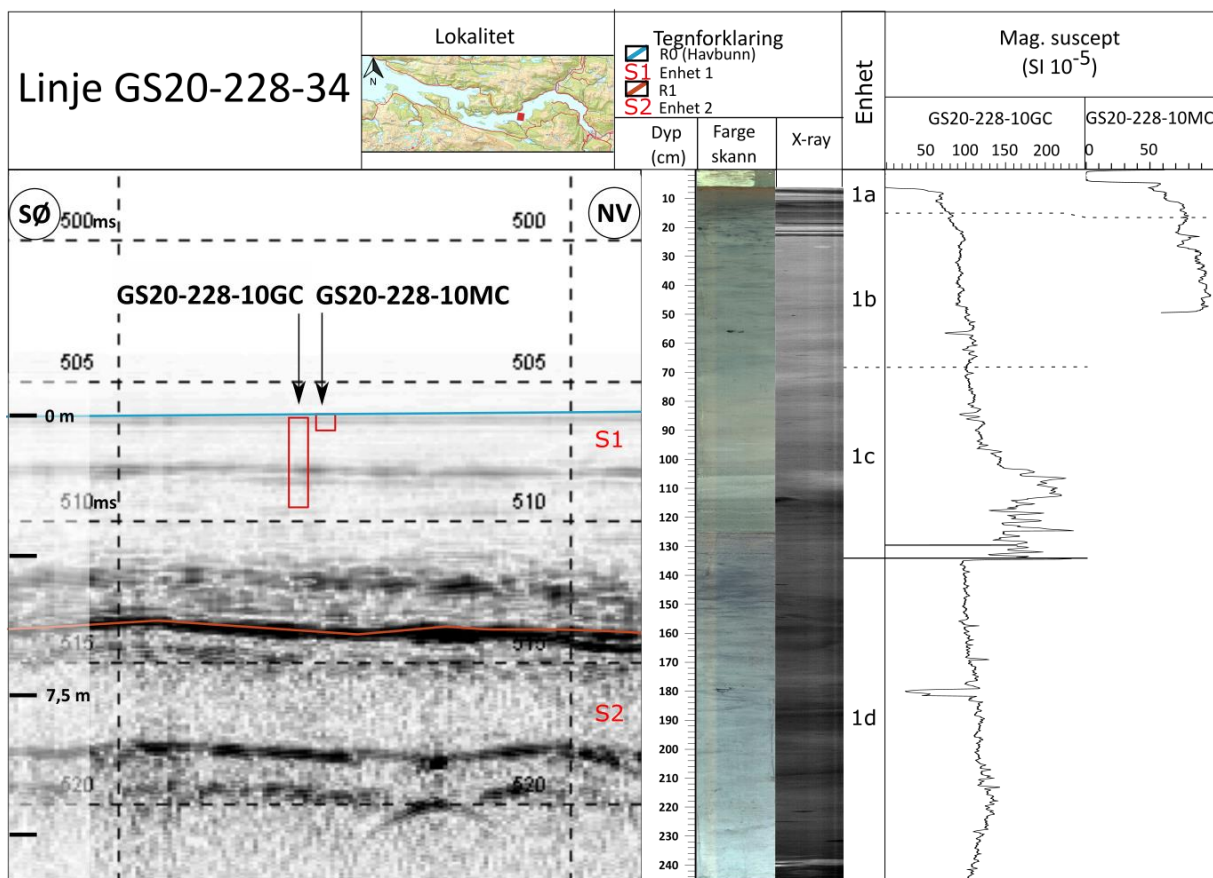 Linje GS20-228-34
Lokalitet
N
Tegnforklaring
R0 (Havbunn)
S1 Enhet 1
R1
S2 Enhet 2
Dyp
(cm)
Farge
skann
X-ray
Enhet
Mag. suscept
(SI 10⁻⁵)
GS20-228-10GC
GS20-228-10MC
50 100 150 200
0 50
SØ
NV
500ms
500
GS20-228-10GC GS20-228-10MC
505
505
0 m
S1
510ms
510
515
515
7,5 m
S2
520
520
10
20
30
40
50
60
70
80
90
100
110
120
130
140
150
160
170
180
190
200
210
220
230
240
1a
1b
1c
1d